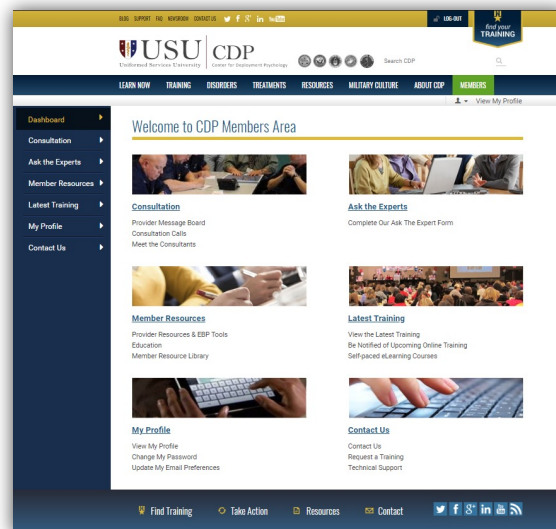 BLOG SUPPORT FAQ NEWSROOM CONTACT US
LOG-OUT
find your
TRAINING
USU CDP
Uniformed Services University Center for Deployment Psychology
Search CDP
LEARN NOW TRAINING DISORDERS TREATMENTS RESOURCES MILITARY CULTURE ABOUT CDP MEMBERS
View My Profile
Dashboard
Consultation
Ask the Experts
Member Resources
Latest Training
My Profile
Contact Us
Welcome to CDP Members Area
Consultation
Provider Message Board
Consultation Calls
Meet the Consultants
Ask the Experts
Complete Our Ask The Expert Form
Member Resources
Provider Resources & EBP Tools
Education
Member Resource Library
Latest Training
View the Latest Training
Be Notified of Upcoming Online Training
Self-paced eLearning Courses
My Profile
View My Profile
Change My Password
Update My Email Preferences
Contact Us
Contact Us
Request a Training
Technical Support
Find Training Take Action Resources Contact